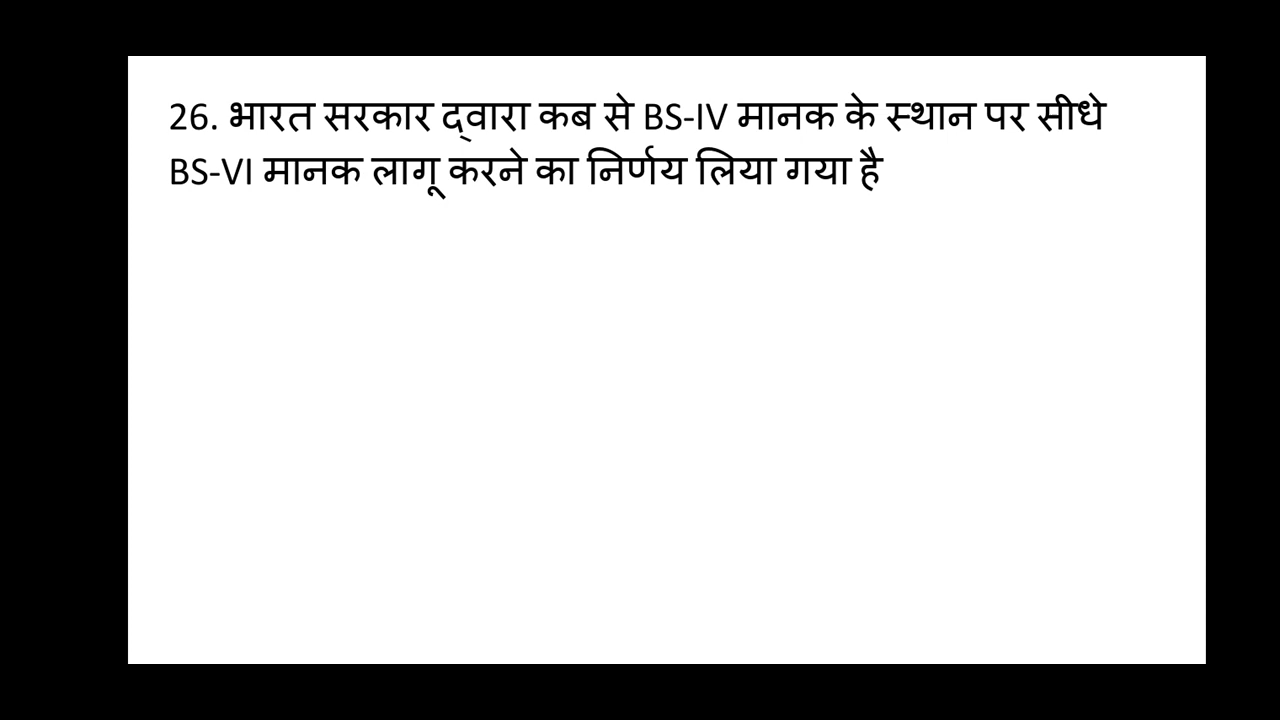 26. भारत सरकार द्वारा कब से BS-IV मानक के स्थान पर सीधे
BS-VI मानक लागू करने का निर्णय लिया गया है